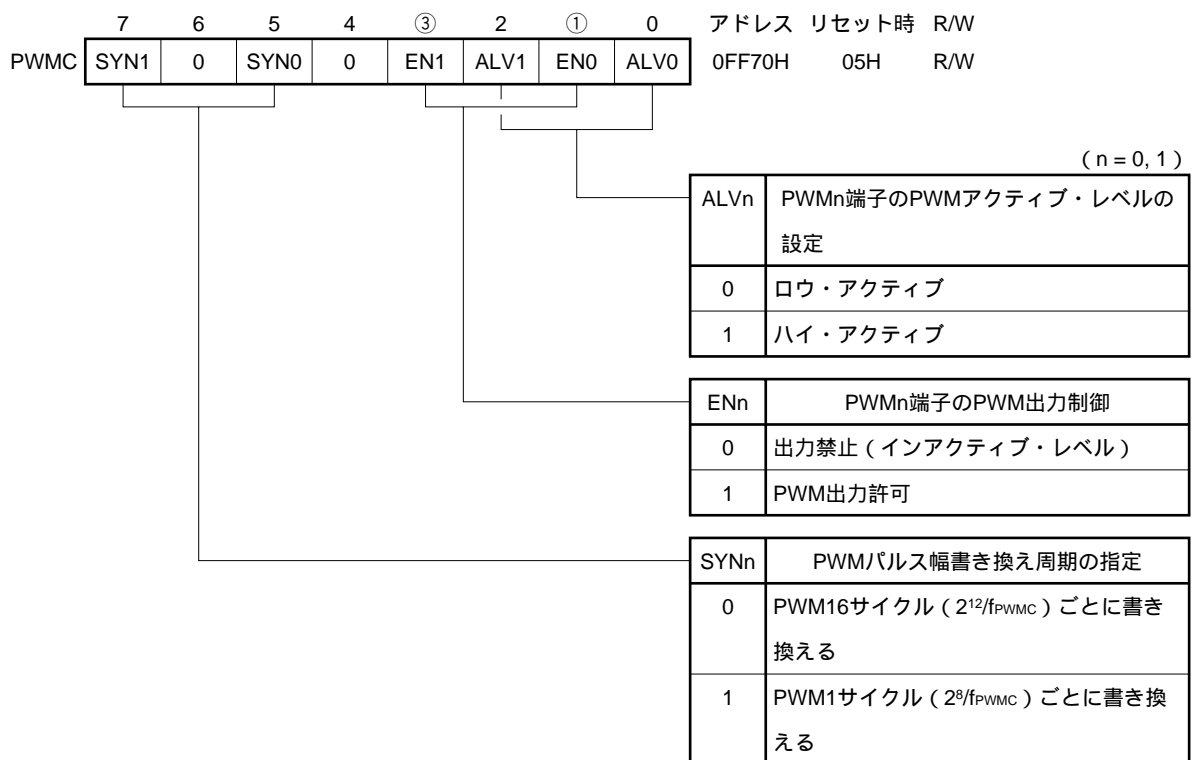 7 6 5 4 ③ 2 ① 0 アドレス リセット時 R/W
PWMC SYN1 0 SYN0 0 EN1 ALV1 EN0 ALV0 0FF70H 05H R/W
(n = 0, 1)
ALVn PWMn端子のPWMアクティブ・レベルの
設定
0 ロウ・アクティブ
1 ハイ・アクティブ
ENn PWMn端子のPWM出力制御
0 出力禁止(インアクティブ・レベル)
1 PWM出力許可
SYNn PWMパルス幅書き換え周期の指定
0 PWM16サイクル(2¹²/fPWMC)ごとに書き
換える
1 PWM1サイクル(2⁸/fPWMC)ごとに書き換
える